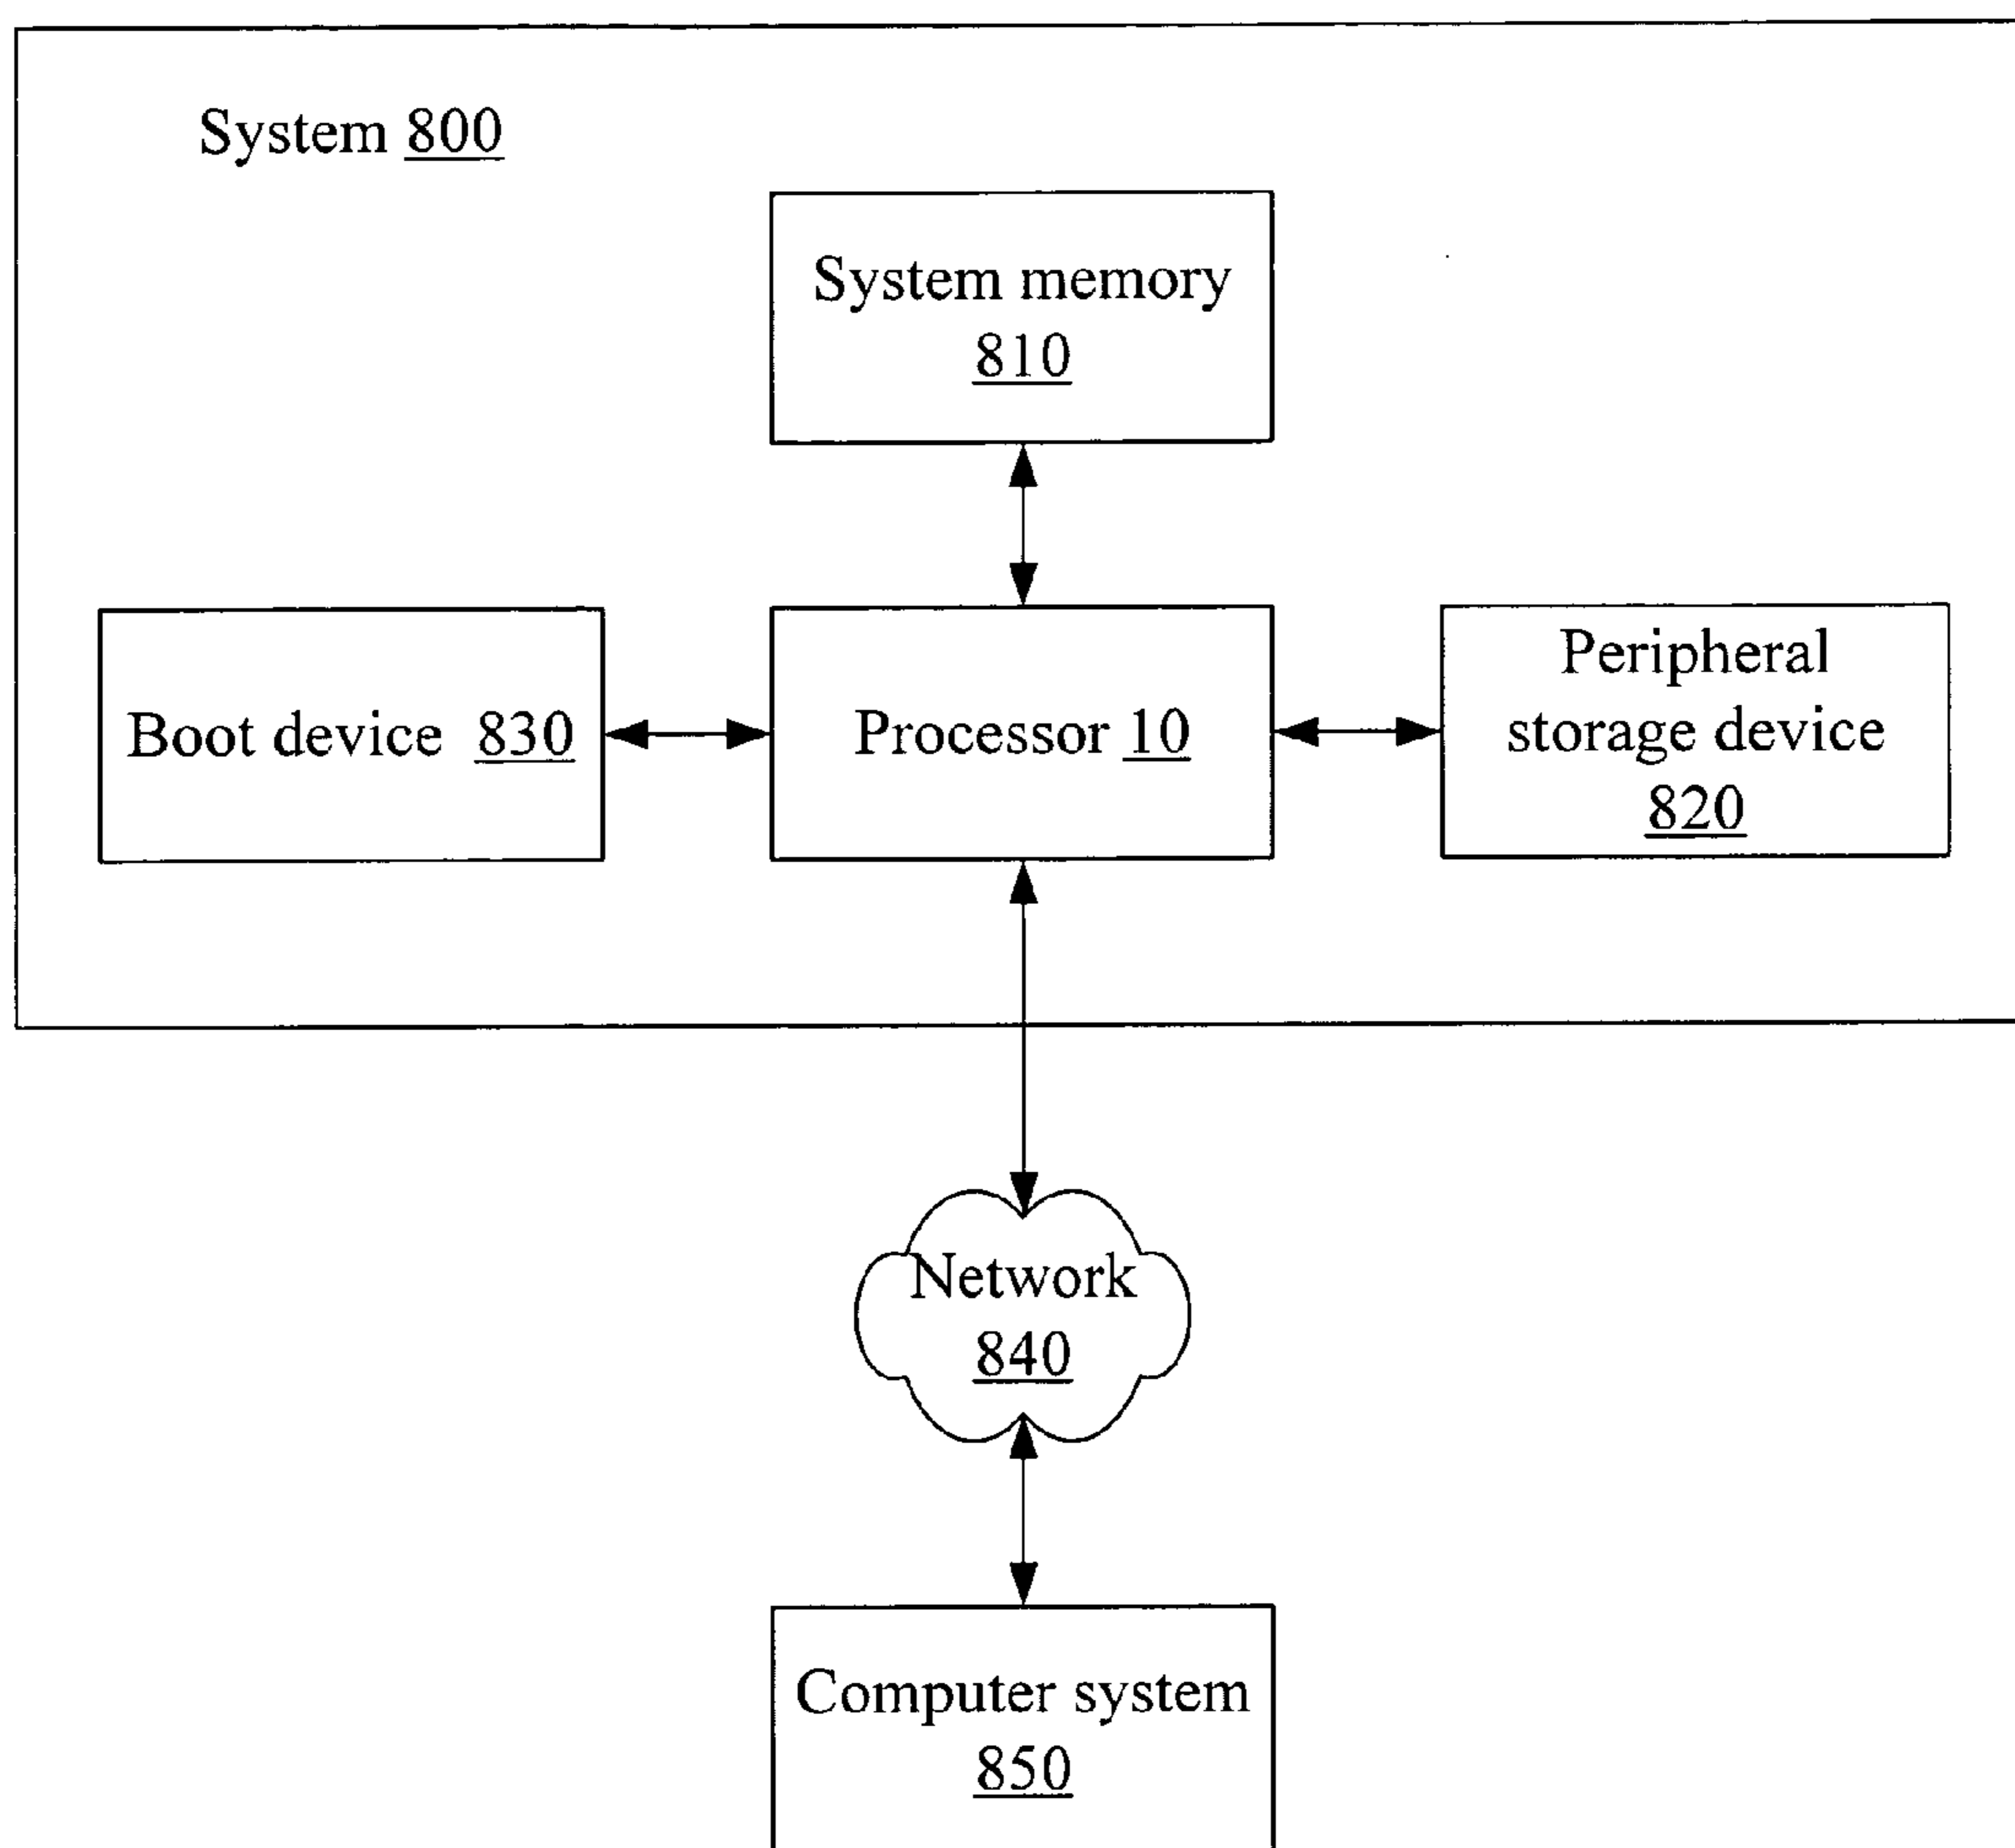 System 800
System memory
810
Boot device 830
Processor 10
Peripheral
storage device
820
Network
840
Computer system
850